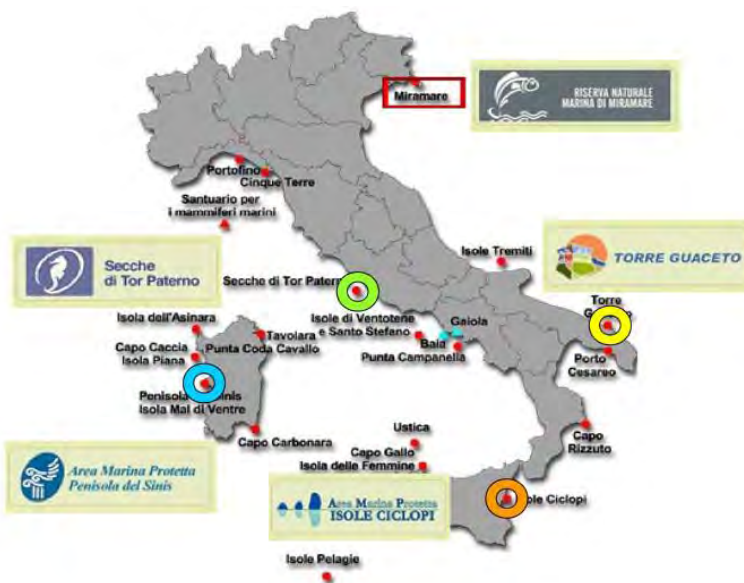 Miramare
RISERVA NATURALE
MARINA DI MIRAMARE
Portofino
Cinque Terre
Santuario per
i mammiferi marini
Secche
di Tor Paterno
Isole Tremiti
TORRE GUACETO
Secche di Tor Paterno
Isole di Ventotene
e Santo Stefano
Gaiola
Baia
Punta Campanella
Torre
Porto
Cesareo
Isola dell'Asinara
Tavolara
Punta Coda Cavallo
Capo Caccia
Isola Piana
Penisola
Isola Mal di Ventre
Capo Carbonara
Ustica
Capo Gallo
Isola delle Femmine
Capo
Rizzuto
Area Marina Protetta
Penisola del Sinis
Area Marina Protetta
ISOLE CICLOPI
Ciclopi
Isole Pelagie